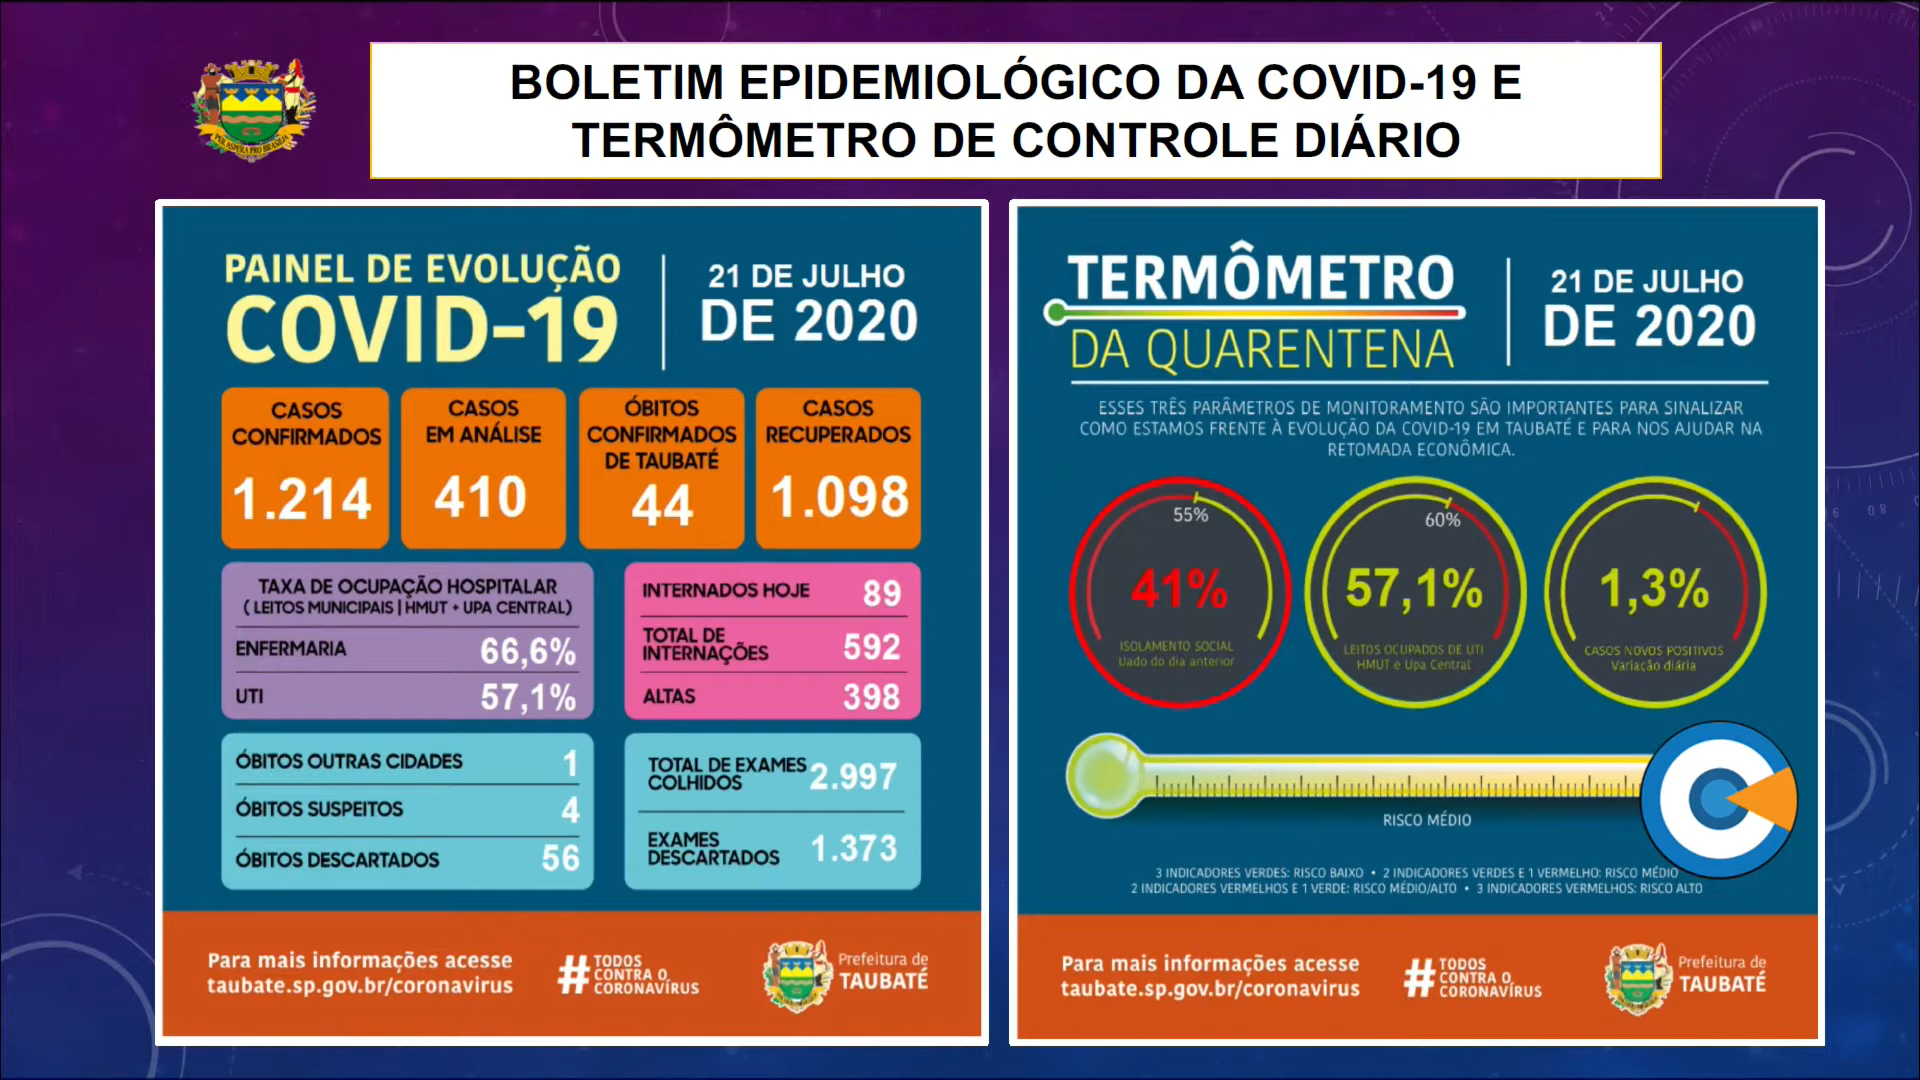 BOLETIM EPIDEMIOLÓGICO DA COVID-19 E
TERMÔMETRO DE CONTROLE DIÁRIO
PAINEL DE EVOLUÇÃO
COVID-19
21 DE JULHO
DE 2020
CASOS
CONFIRMADOS
1.214
CASOS
EM ANÁLISE
410
ÓBITOS
CONFIRMADOS
DE TAUBATÉ
44
CASOS
RECUPERADOS
1.098
TAXA DE OCUPAÇÃO HOSPITALAR
( LEITOS MUNICIPAIS | HMUT + UPA CENTRAL)
ENFERMARIA 66,6%
UTI 57,1%
INTERNADOS HOJE 89
TOTAL DE
INTERNAÇÕES 592
ALTAS 398
ÓBITOS OUTRAS CIDADES 1
ÓBITOS SUSPEITOS 4
ÓBITOS DESCARTADOS 56
TOTAL DE EXAMES
COLHIDOS 2.997
EXAMES
DESCARTADOS 1.373
Para mais informações acesse
taubate.sp.gov.br/coronavirus
# TODOS
CONTRA O
CORONAVÍRUS
Prefeitura de
TAUBATÉ
TERMÔMETRO
DA QUARENTENA
21 DE JULHO
DE 2020
ESSES TRÊS PARÂMETROS DE MONITORAMENTO SÃO IMPORTANTES PARA SINALIZAR
COMO ESTAMOS FRENTE À EVOLUÇÃO DA COVID-19 EM TAUBATÉ E PARA NOS AJUDAR NA
RETOMADA ECONÔMICA.
55%
41%
ISOLAMENTO SOCIAL
Dado do dia anterior
60%
57,1%
LEITOS OCUPADOS DE UTI
HMUT e Upa Central
1,3%
CASOS NOVOS POSITIVOS
Variação diária
RISCO MÉDIO
3 INDICADORES VERDES: RISCO BAIXO • 2 INDICADORES VERDES E 1 VERMELHO: RISCO MÉDIO
2 INDICADORES VERMELHOS E 1 VERDE: RISCO MÉDIO/ALTO • 3 INDICADORES VERMELHOS: RISCO ALTO
Para mais informações acesse
taubate.sp.gov.br/coronavirus
# TODOS
CONTRA O
CORONAVÍRUS
Prefeitura de
TAUBATÉ